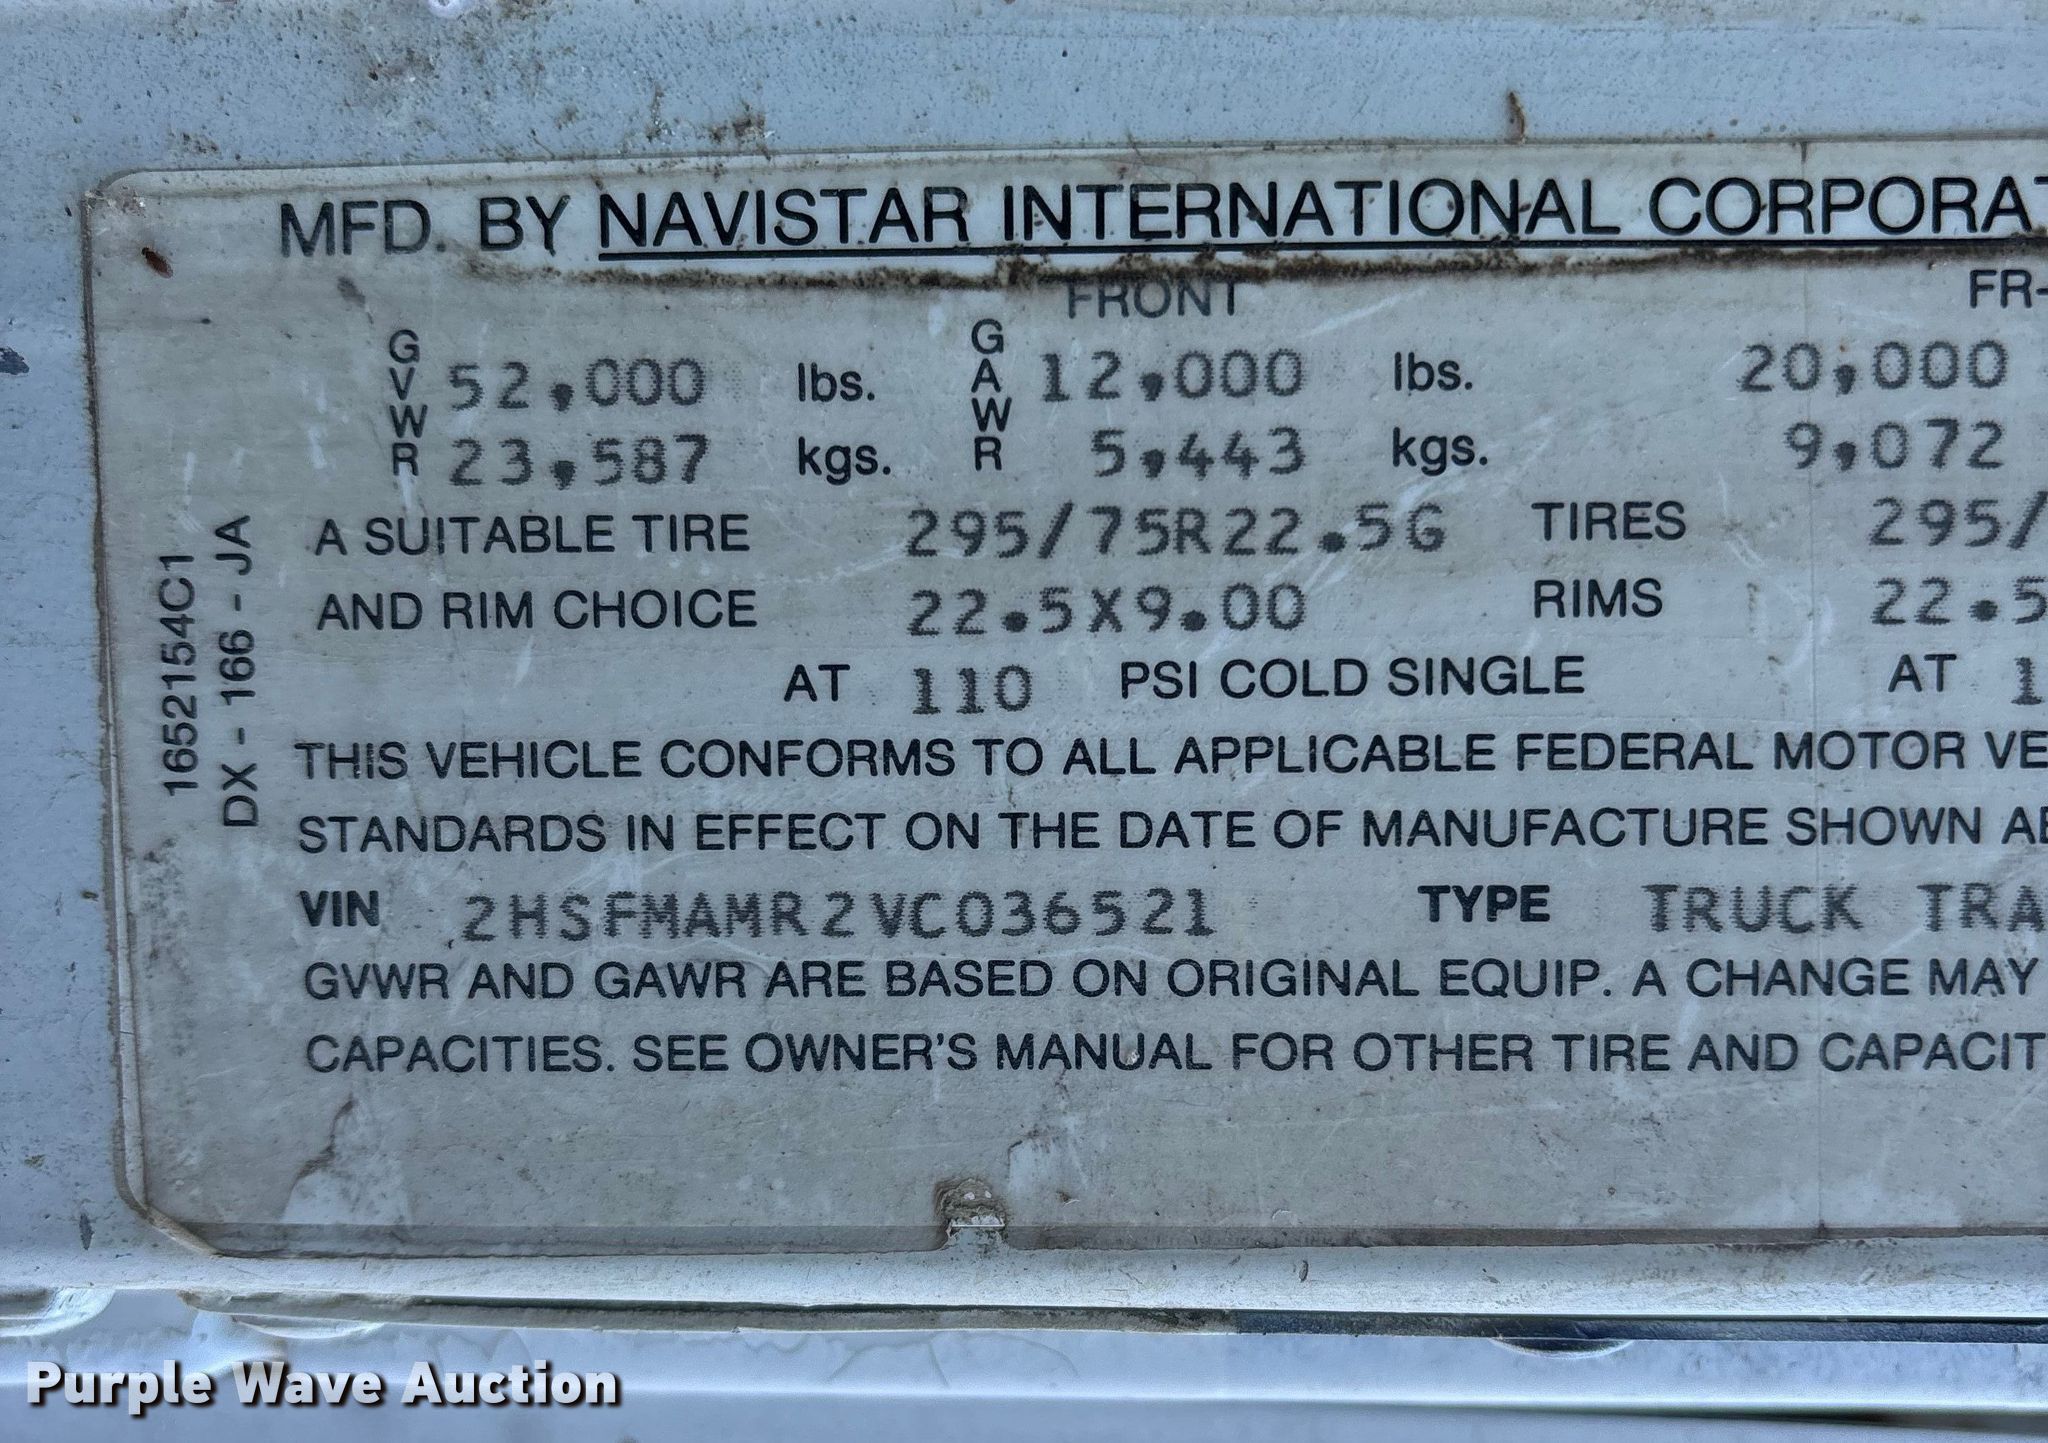 MFD. BY NAVISTAR INTERNATIONAL CORPORAT
FRONT FR-
GVWR 52,000 lbs. GAWR 12,000 lbs. 20,000
23,587 kgs. 5,443 kgs. 9,072
A SUITABLE TIRE 295/75R22.5G TIRES 295/
AND RIM CHOICE 22.5X9.00 RIMS 22.5
AT 110 PSI COLD SINGLE AT 1
THIS VEHICLE CONFORMS TO ALL APPLICABLE FEDERAL MOTOR VE
STANDARDS IN EFFECT ON THE DATE OF MANUFACTURE SHOWN AB
VIN 2HSFMAMR2VC036521 TYPE TRUCK TRA
GVWR AND GAWR ARE BASED ON ORIGINAL EQUIP. A CHANGE MAY
CAPACITIES. SEE OWNER'S MANUAL FOR OTHER TIRE AND CAPACIT
1652154C1
DX - 166 - JA
Purple Wave Auction